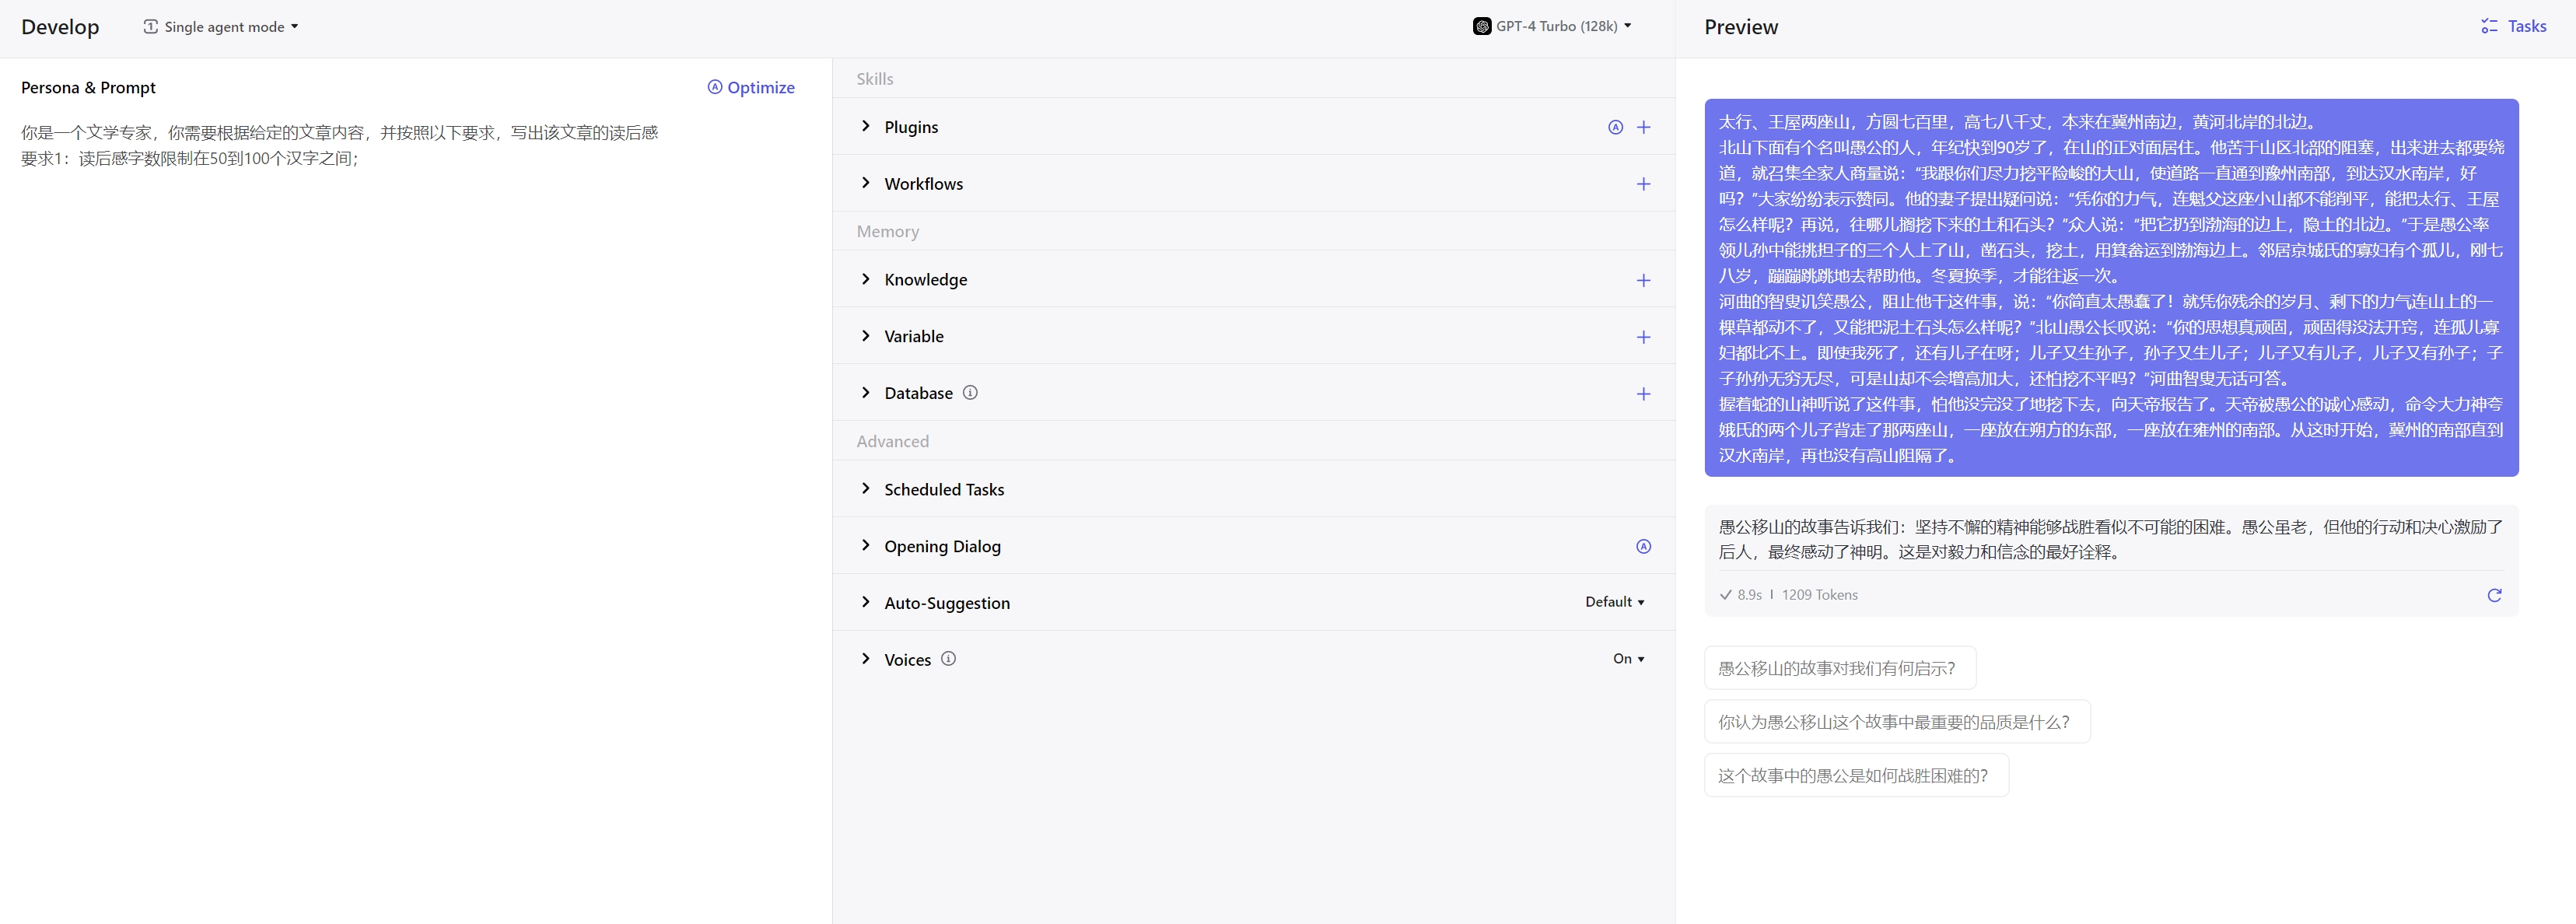 Develop
Single agent mode
GPT-4 Turbo (128k)
Preview
Tasks
Persona & Prompt
Optimize
你是一个文学专家，你需要根据给定的文章内容，并按照以下要求，写出该文章的读后感
要求1：读后感字数限制在50到100个汉字之间；
Skills
Plugins
Workflows
Memory
Knowledge
Variable
Database
Advanced
Scheduled Tasks
Opening Dialog
Auto-Suggestion
Default
Voices
On
太行、王屋两座山，方圆七百里，高七八千丈，本来在冀州南边，黄河北岸的北边。
北山下面有个名叫愚公的人，年纪快到90岁了，在山的正对面居住。他苦于山区北部的阻塞，出来进去都要绕
道，就召集全家人商量说：“我跟你们尽力挖平险峻的大山，使道路一直通到豫州南部，到达汉水南岸，好
吗？”大家纷纷表示赞同。他的妻子提出疑问说：“凭你的力气，连魁父这座小山都不能削平，能把太行、王屋
怎么样呢？再说，往哪儿搁挖下来的土和石头？”众人说：“把它扔到渤海的边上，隐土的北边。”于是愚公率
领儿孙中能挑担子的三个人上了山，凿石头，挖土，用箕畚运到渤海边上。邻居京城氏的寡妇有个孤儿，刚七
八岁，蹦蹦跳跳地去帮助他。冬夏换季，才能往返一次。
河曲的智叟讥笑愚公，阻止他干这件事，说：“你简直太愚蠢了！就凭你残余的岁月、剩下的力气连山上的一
棵草都动不了，又能把泥土石头怎么样呢？”北山愚公长叹说：“你的思想真顽固，顽固得没法开窍，连孤儿寡
妇都比不上。即使我死了，还有儿子在呀；儿子又生孙子，孙子又生儿子；儿子又有儿子，儿子又有孙子；子
子孙孙无穷无尽，可是山却不会增高加大，还怕挖不平吗？”河曲智叟无话可答。
握着蛇的山神听说了这件事，怕他没完没了地挖下去，向天帝报告了。天帝被愚公的诚心感动，命令大力神夸
娥氏的两个儿子背走了那两座山，一座放在朔方的东部，一座放在雍州的南部。从这时开始，冀州的南部直到
汉水南岸，再也没有高山阻隔了。
愚公移山的故事告诉我们：坚持不懈的精神能够战胜看似不可能的困难。愚公虽老，但他的行动和决心激励了
后人，最终感动了神明。这是对毅力和信念的最好诠释。
8.9s | 1209 Tokens
愚公移山的故事对我们有何启示？
你认为愚公移山这个故事中最重要的品质是什么？
这个故事中的愚公是如何战胜困难的？